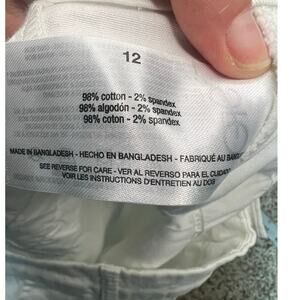 12
98% cotton - 2% spandex
98% algodón - 2% spandex
98% coton - 2% spandex
MADE IN BANGLADESH - HECHO EN BANGLADESH - FABRIQUÉ AU
SEE REVERSE FOR CARE - VER AL REVERSO PARA EL CUIDADO
VOIR LES INSTRUCTIONS D'ENTRETIEN AU DOS